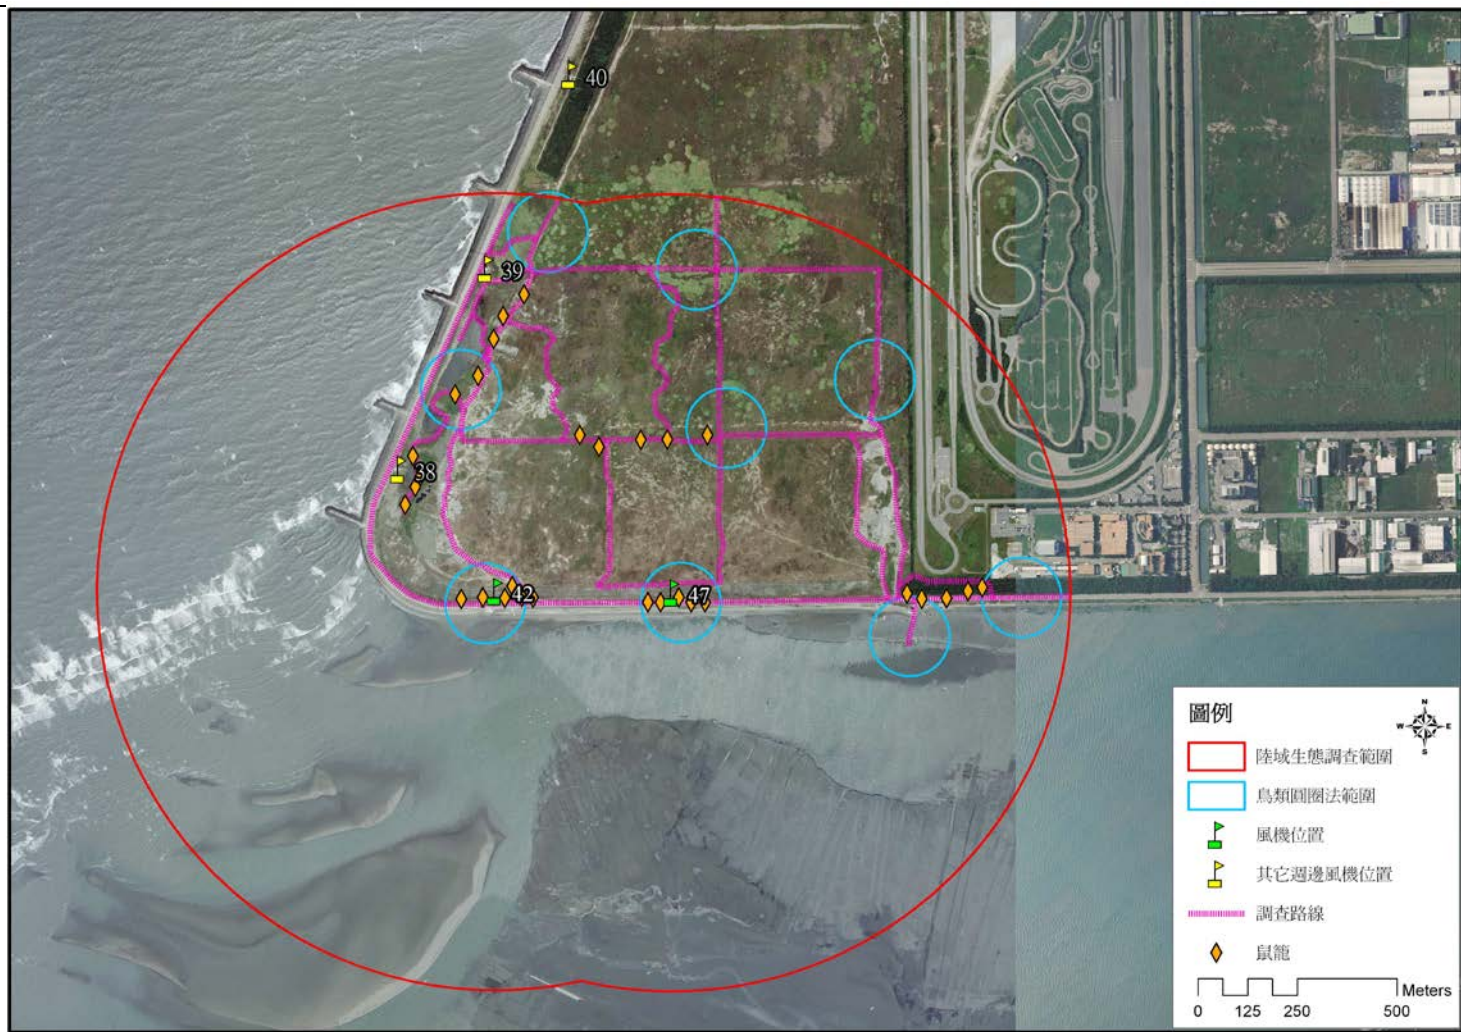 40
39
38
42
47
圖例
N
W E
S
陸域生態調查範圍
鳥類圓圈法範圍
風機位置
其它週邊風機位置
調查路線
鼠籠
Meters
0 125 250 500